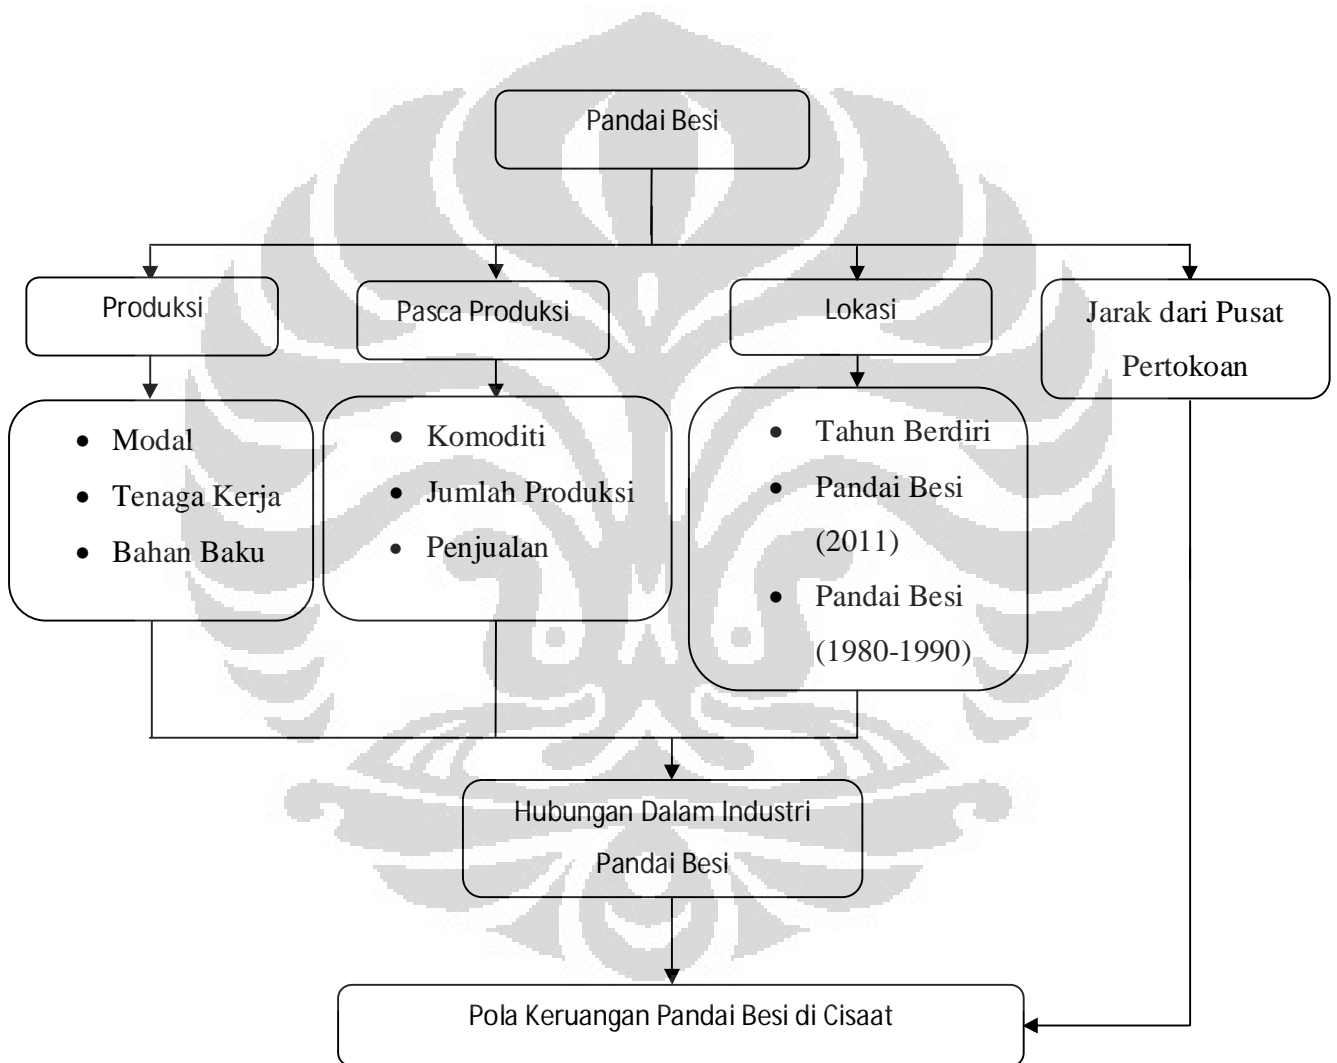 Pandai Besi
Produksi
Pasca Produksi
Lokasi
Jarak dari Pusat
Pertokoan
• Modal
• Tenaga Kerja
• Bahan Baku
• Komoditi
• Jumlah Produksi
• Penjualan
• Tahun Berdiri
• Pandai Besi
(2011)
• Pandai Besi
(1980-1990)
Hubungan Dalam Industri
Pandai Besi
Pola Keruangan Pandai Besi di Cisaat